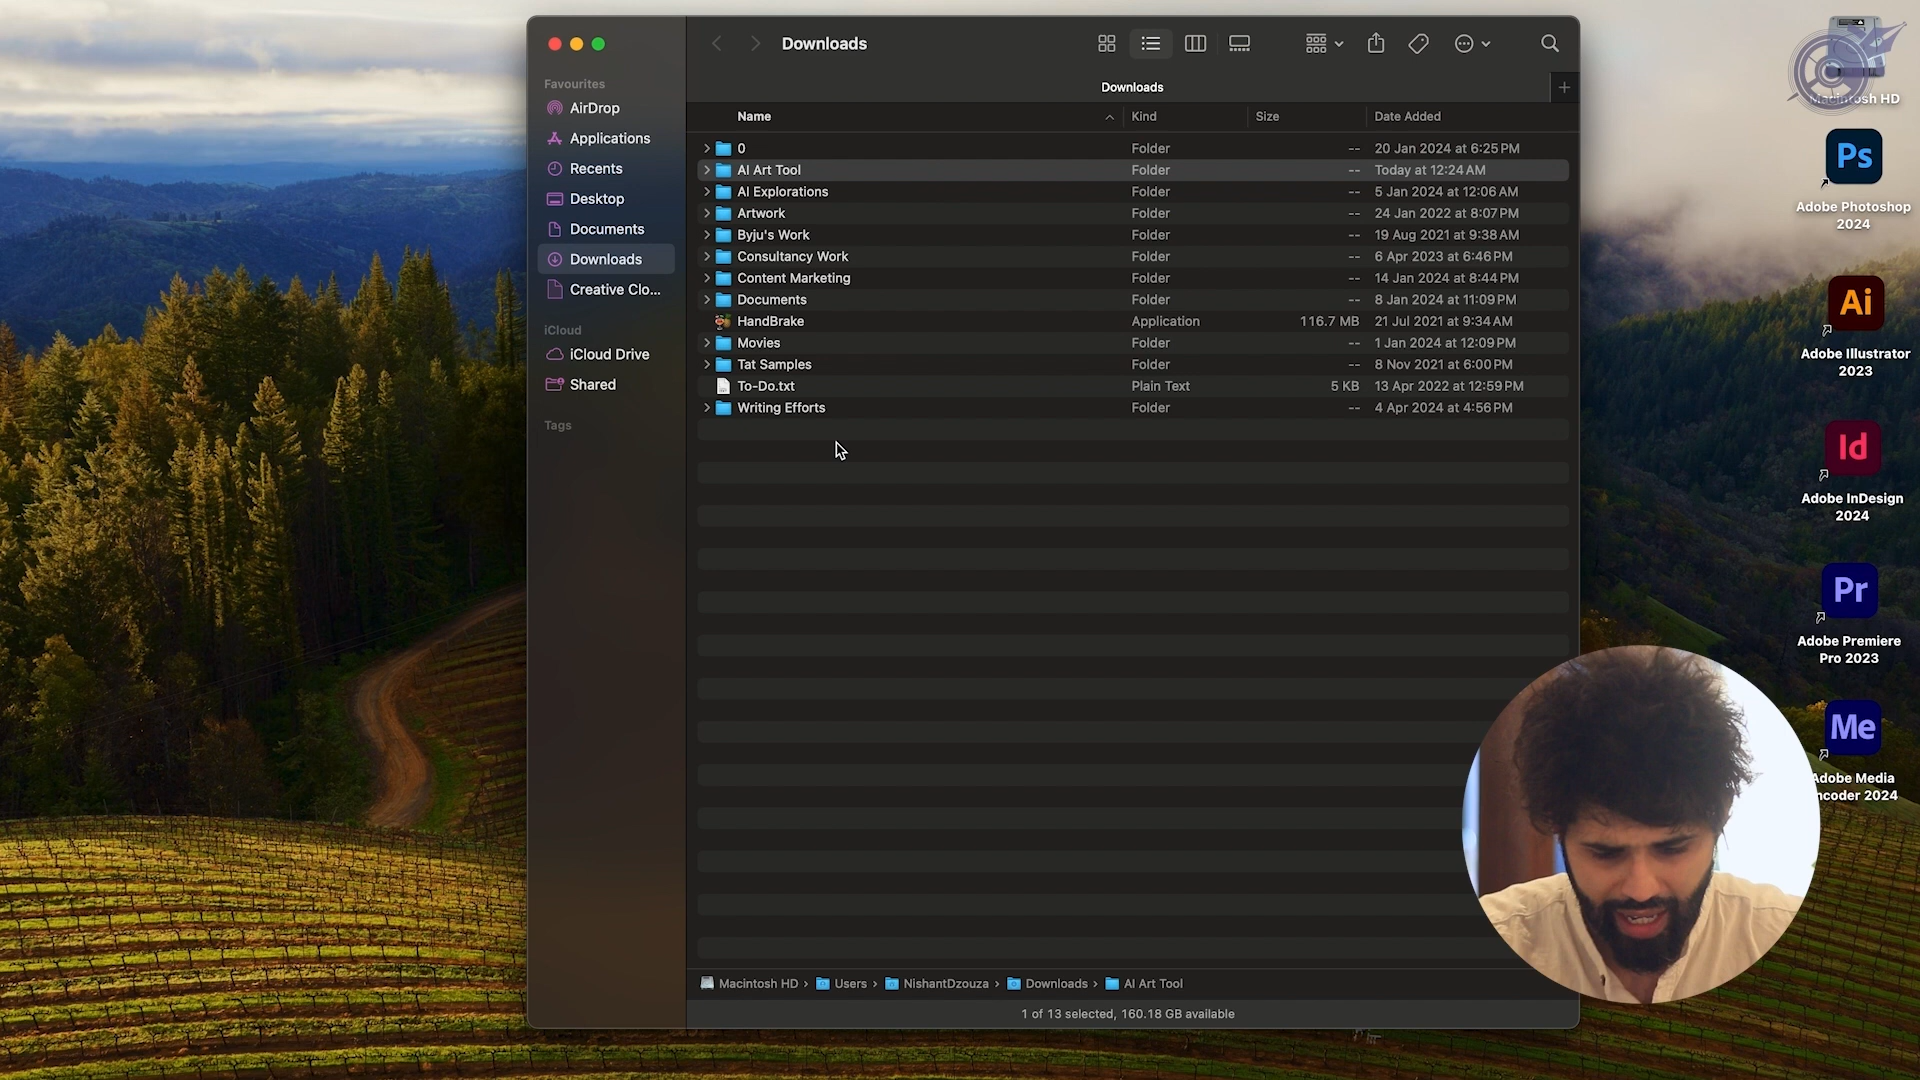 Downloads
Favourites
AirDrop
Applications
Recents
Desktop
Documents
Downloads
Creative Clo...
iCloud
iCloud Drive
Shared
Tags
Downloads
Name Kind Size Date Added
0 Folder -- 20 Jan 2024 at 6:25 PM
AI Art Tool Folder -- Today at 12:24 AM
AI Explorations Folder -- 5 Jan 2024 at 12:06 AM
Artwork Folder -- 24 Jan 2022 at 8:07 PM
Byju's Work Folder -- 19 Aug 2021 at 9:38 AM
Consultancy Work Folder -- 6 Apr 2023 at 6:46 PM
Content Marketing Folder -- 14 Jan 2024 at 8:44 PM
Documents Folder -- 8 Jan 2024 at 11:09 PM
HandBrake Application 116.7 MB 21 Jul 2021 at 9:34 AM
Movies Folder -- 1 Jan 2024 at 12:09 PM
Tat Samples Folder -- 8 Nov 2021 at 6:00 PM
To-Do.txt Plain Text 5 KB 13 Apr 2022 at 12:59 PM
Writing Efforts Folder -- 4 Apr 2024 at 4:56 PM
Macintosh HD › Users › NishantDzouza › Downloads › AI Art Tool
1 of 13 selected, 160.18 GB available
Macintosh HD
Ps
Adobe Photoshop
2024
Ai
Adobe Illustrator
2023
Id
Adobe InDesign
2024
Pr
Adobe Premiere
Pro 2023
Me
Adobe Media
ncoder 2024